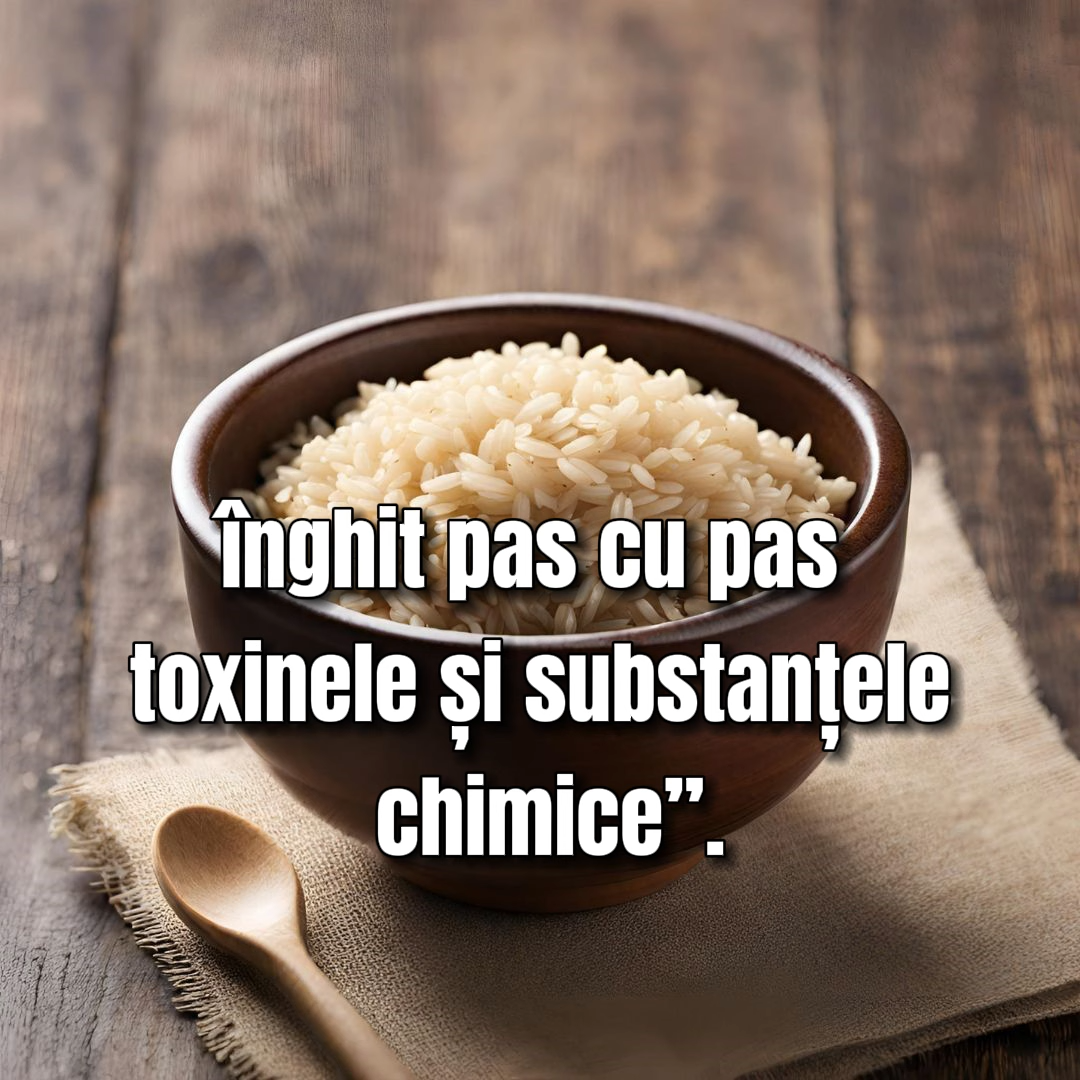 înghit pas cu pas
toxinele și substanțele
chimice”.